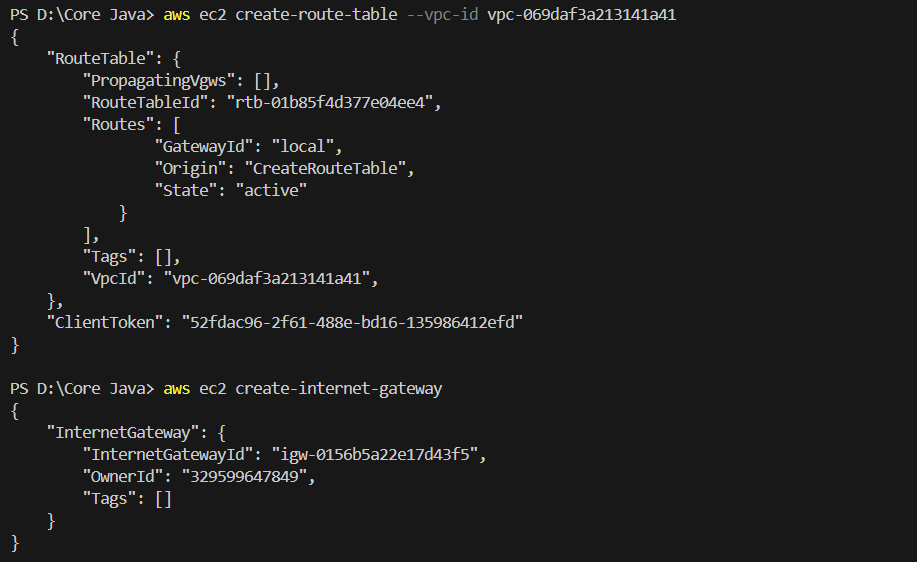 PS D:\Core Java> aws ec2 create-route-table --vpc-id vpc-069daf3a213141a41
{
    "RouteTable": {
        "PropagatingVgws": [],
        "RouteTableId": "rtb-01b85f4d377e04ee4",
        "Routes": [
                "GatewayId": "local",
                "Origin": "CreateRouteTable",
                "State": "active"
            }
        ],
        "Tags": [],
        "VpcId": "vpc-069daf3a213141a41",
    },
    "ClientToken": "52fdac96-2f61-488e-bd16-135986412efd"
}
PS D:\Core Java> aws ec2 create-internet-gateway
{
    "InternetGateway": {
        "InternetGatewayId": "igw-0156b5a22e17d43f5",
        "OwnerId": "329599647849",
        "Tags": []
    }
}